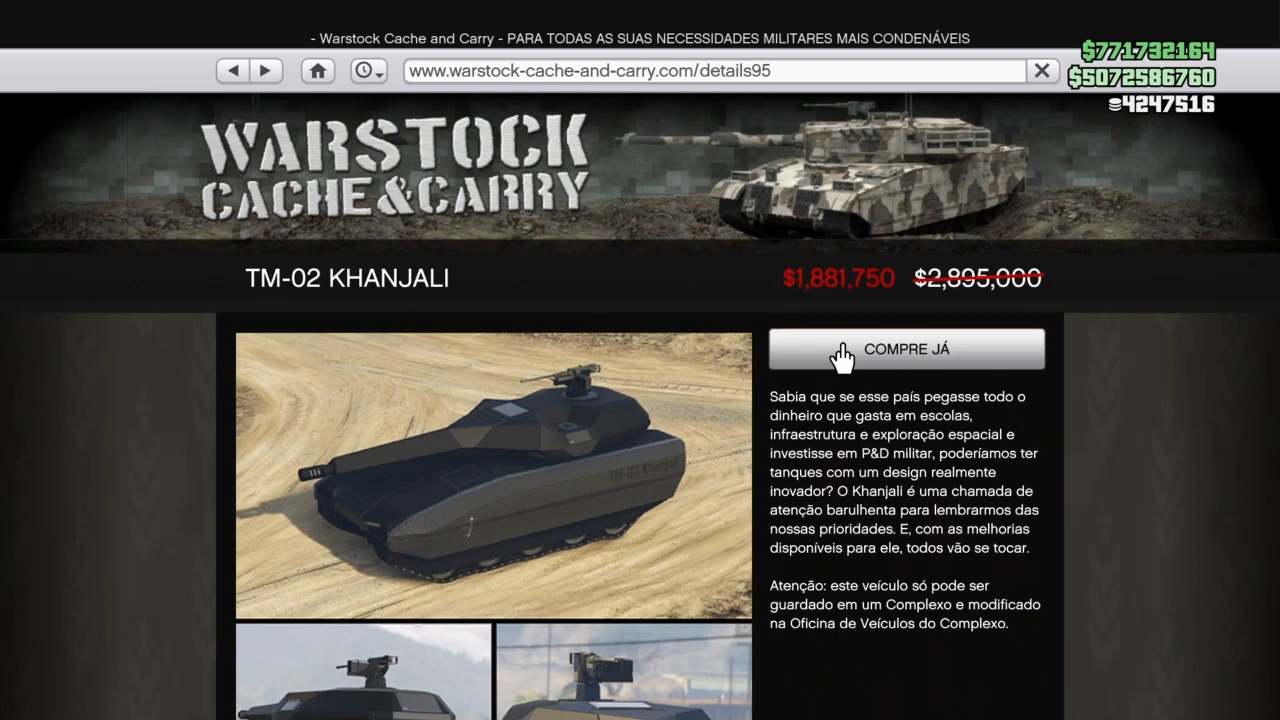 - Warstock Cache and Carry - PARA TODAS AS SUAS NECESSIDADES MILITARES MAIS CONDENÁVEIS
$771732164
www.warstock-cache-and-carry.com/details95
$5072586760
4247516
WARSTOCK
CACHE&CARRY
TM-02 KHANJALI
$1,881,750 $2,895,000
TM-02 Khanjali
COMPRE JÁ
Sabia que se esse país pegasse todo o
dinheiro que gasta em escolas,
infraestrutura e exploração espacial e
investisse em P&D militar, poderíamos ter
tanques com um design realmente
inovador? O Khanjali é uma chamada de
atenção barulhenta para lembrarmos das
nossas prioridades. E, com as melhorias
disponíveis para ele, todos vão se tocar.
Atenção: este veículo só pode ser
guardado em um Complexo e modificado
na Oficina de Veículos do Complexo.